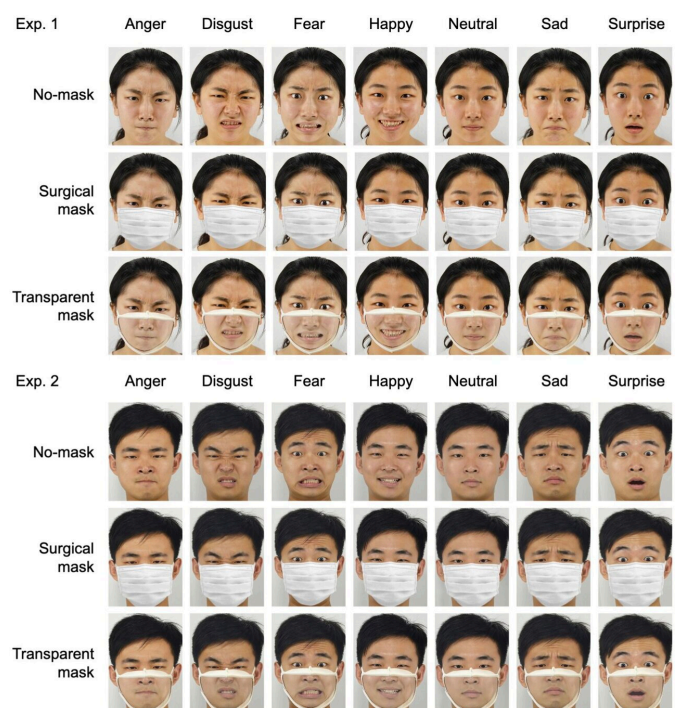 Exp. 1 Anger Disgust Fear Happy Neutral Sad Surprise
No-mask
Surgical
mask
Transparent
mask
Exp. 2 Anger Disgust Fear Happy Neutral Sad Surprise
No-mask
Surgical
mask
Transparent
mask